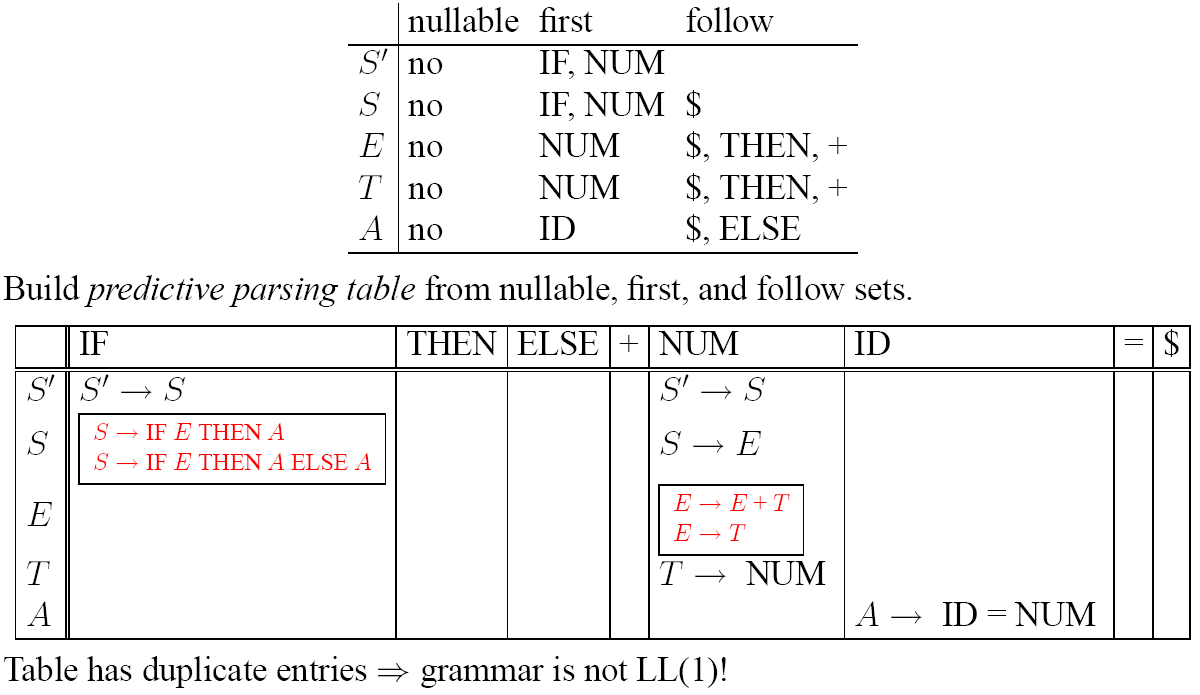 nullable first follow
S′ no IF, NUM
S no IF, NUM $
E no NUM $, THEN, +
T no NUM $, THEN, +
A no ID $, ELSE
Build predictive parsing table from nullable, first, and follow sets.
IF THEN ELSE + NUM ID = $
S′ S′ → S S′ → S
S S → IF E THEN A S → E
S → IF E THEN A ELSE A
E E → E + T
E → T
T T → NUM
A A → ID = NUM
Table has duplicate entries ⇒ grammar is not LL(1)!